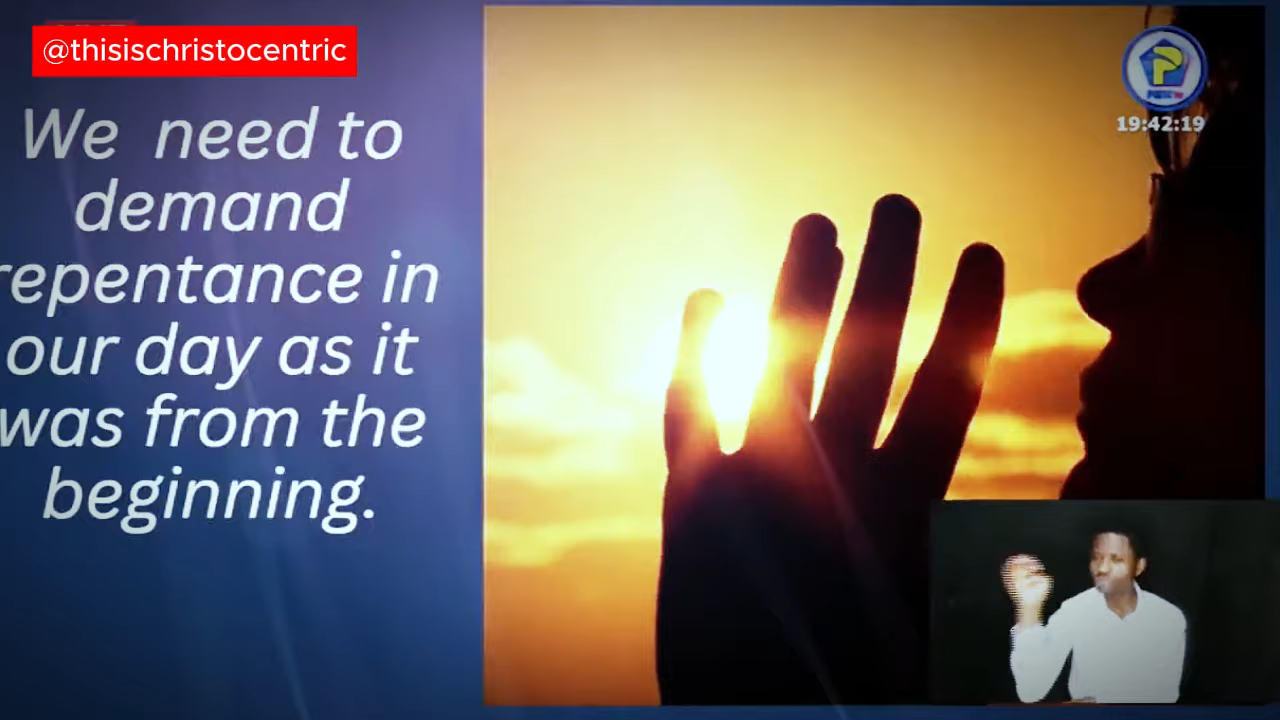 @thisischristocentric
We need to
demand
repentance in
our day as it
was from the
beginning.
P
19:42:19